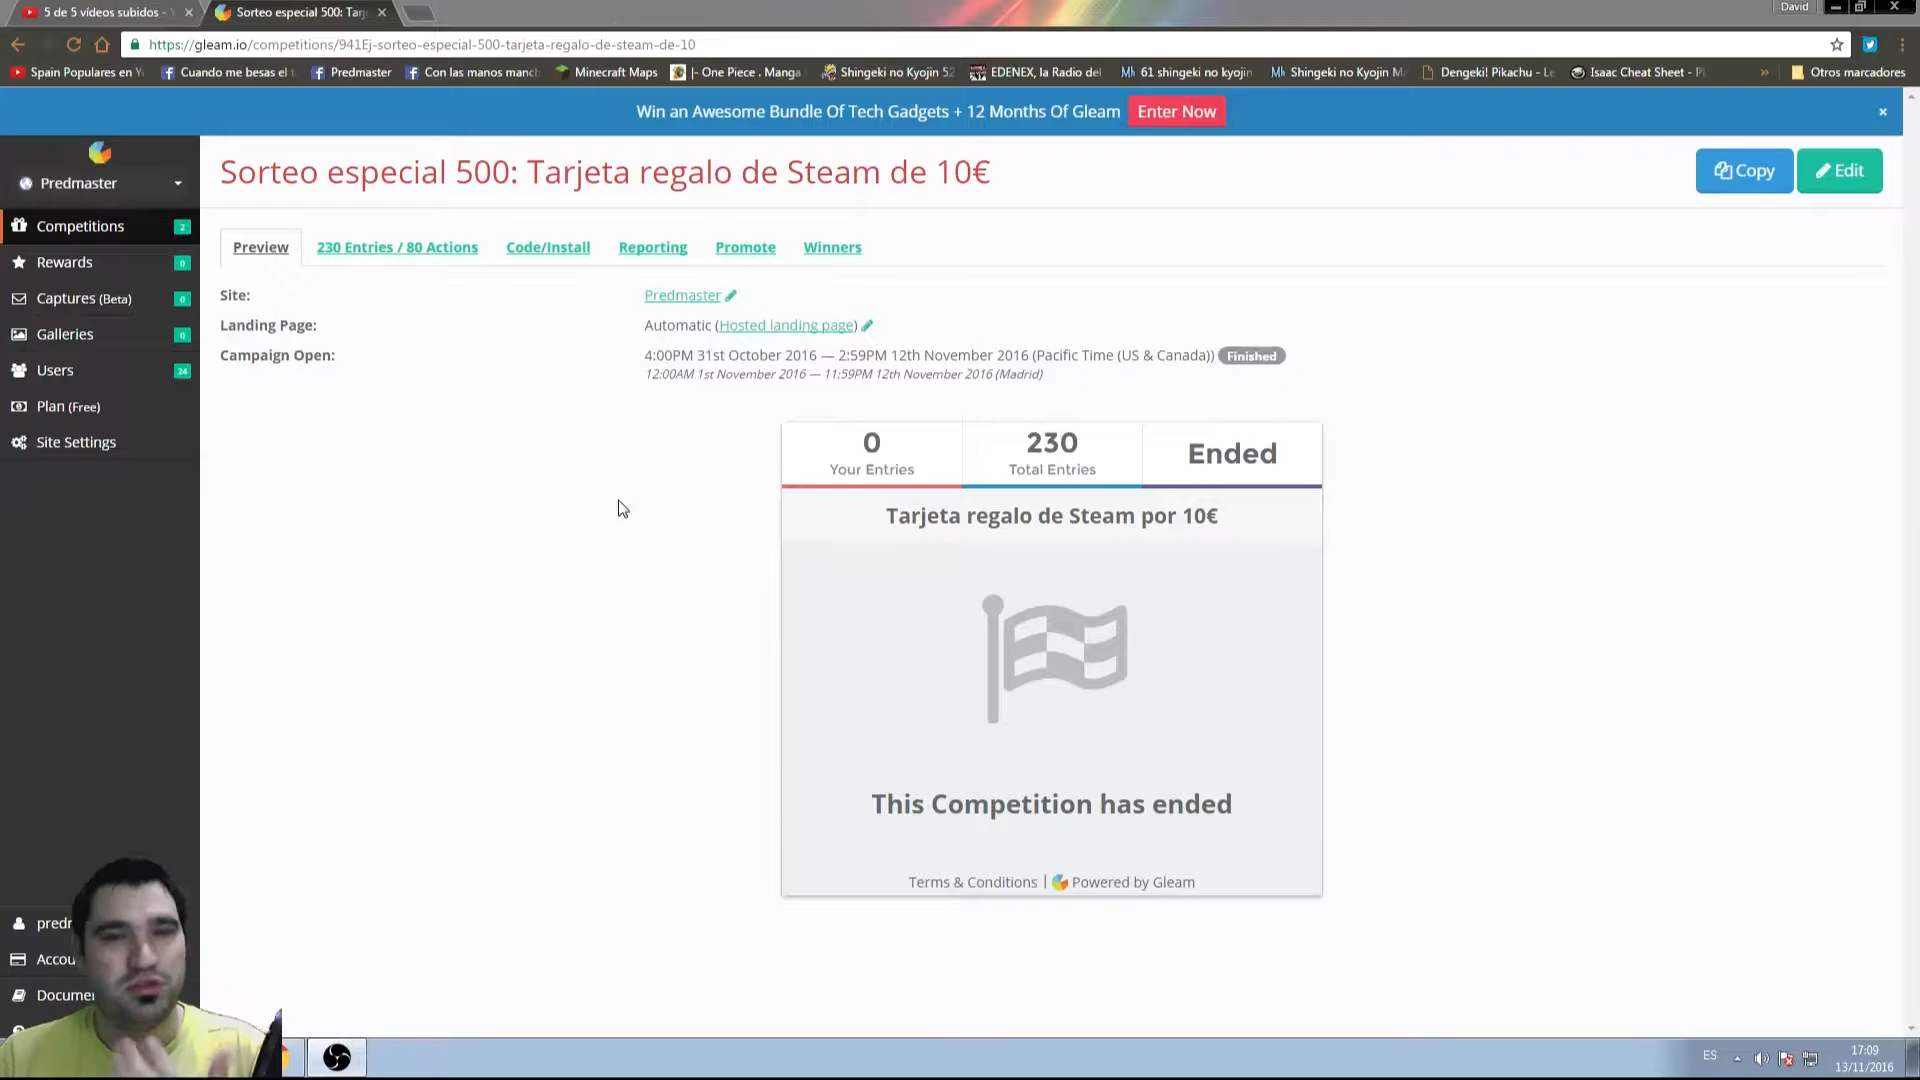 5 de 5 vídeos subidos - Y
Sorteo especial 500: Tarj
David
https://gleam.io/competitions/941Ej-sorteo-especial-500-tarjeta-regalo-de-steam-de-10
Spain Populares en Y
Cuando me besas el
Predmaster
Con las manos manch
Minecraft Maps
|- One Piece . Manga
Shingeki no Kyojin 52
EDENEX, la Radio del
61 shingeki no kyojin
Shingeki no Kyojin M
Dengeki! Pikachu - Le
Isaac Cheat Sheet - Pl
»
Otros marcadores
Win an Awesome Bundle Of Tech Gadgets + 12 Months Of Gleam
Enter Now
×
Predmaster
Sorteo especial 500: Tarjeta regalo de Steam de 10€
Copy
Edit
Competitions 2
Rewards 0
Captures (Beta) 0
Galleries 0
Users 24
Plan (Free)
Site Settings
Preview
230 Entries / 80 Actions
Code/Install
Reporting
Promote
Winners
Site:
Predmaster
Landing Page:
Automatic (Hosted landing page)
Campaign Open:
4:00PM 31st October 2016 — 2:59PM 12th November 2016 (Pacific Time (US & Canada)) Finished
12:00AM 1st November 2016 — 11:59PM 12th November 2016 (Madrid)
0
Your Entries
230
Total Entries
Ended
Tarjeta regalo de Steam por 10€
This Competition has ended
Terms & Conditions | Powered by Gleam
predr
Accou
Docume
ES
17:09
13/11/2016